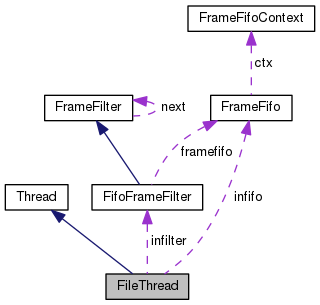 FrameFifoContext
ctx
FrameFilter
next
FrameFifo
framefifo
Thread
FifoFrameFilter
infifo
infilter
FileThread